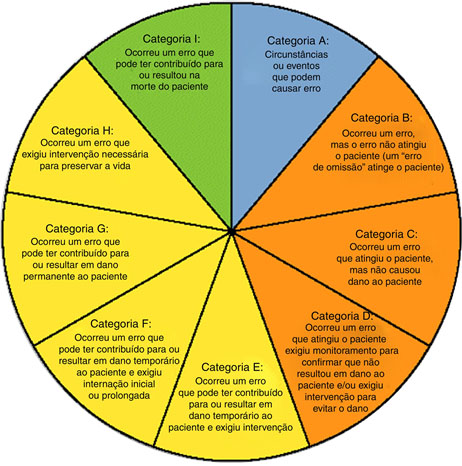 Categoria I:
Ocorreu um erro que
pode ter contribuído para
ou resultou na
morte do paciente
Categoria A:
Circunstâncias
ou eventos
que podem
causar erro
Categoria B:
Ocorreu um erro,
mas o erro não atingiu
o paciente (um “erro
de omissão” atinge o paciente)
Categoria C:
Ocorreu um erro
que atingiu o paciente,
mas não causou
dano ao paciente
Categoria D:
Ocorreu um erro
que atingiu o paciente
exigiu monitoramento para
confirmar que não
resultou em dano ao
paciente e/ou exigiu
intervenção para
evitar o dano
Categoria E:
Ocorreu um erro
que pode ter contribuído
para ou resultar em
dano temporário ao
paciente e exigiu intervenção
Categoria F:
Ocorreu um erro que
pode ter contribuído para ou
resultar em dano temporário
ao paciente e exigiu
internação inicial
ou prolongada
Categoria G:
Ocorreu um erro que
pode ter contribuído para
ou resultar em dano
permanente ao paciente
Categoria H:
Ocorreu um erro que
exigiu intervenção necessária
para preservar a vida